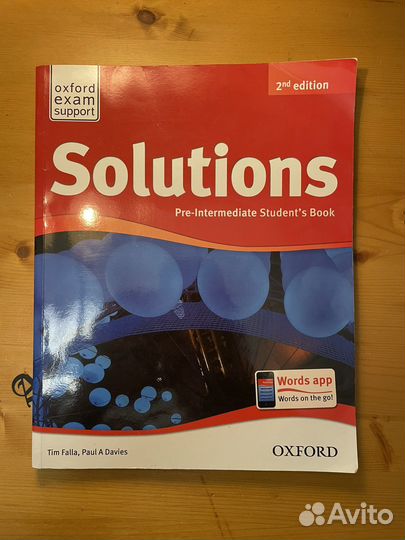 oxford
exam
support
2nd edition
Solutions
Pre-Intermediate Student's Book
Words app
Words on the go!
Tim Falla, Paul A Davies
OXFORD
Avito